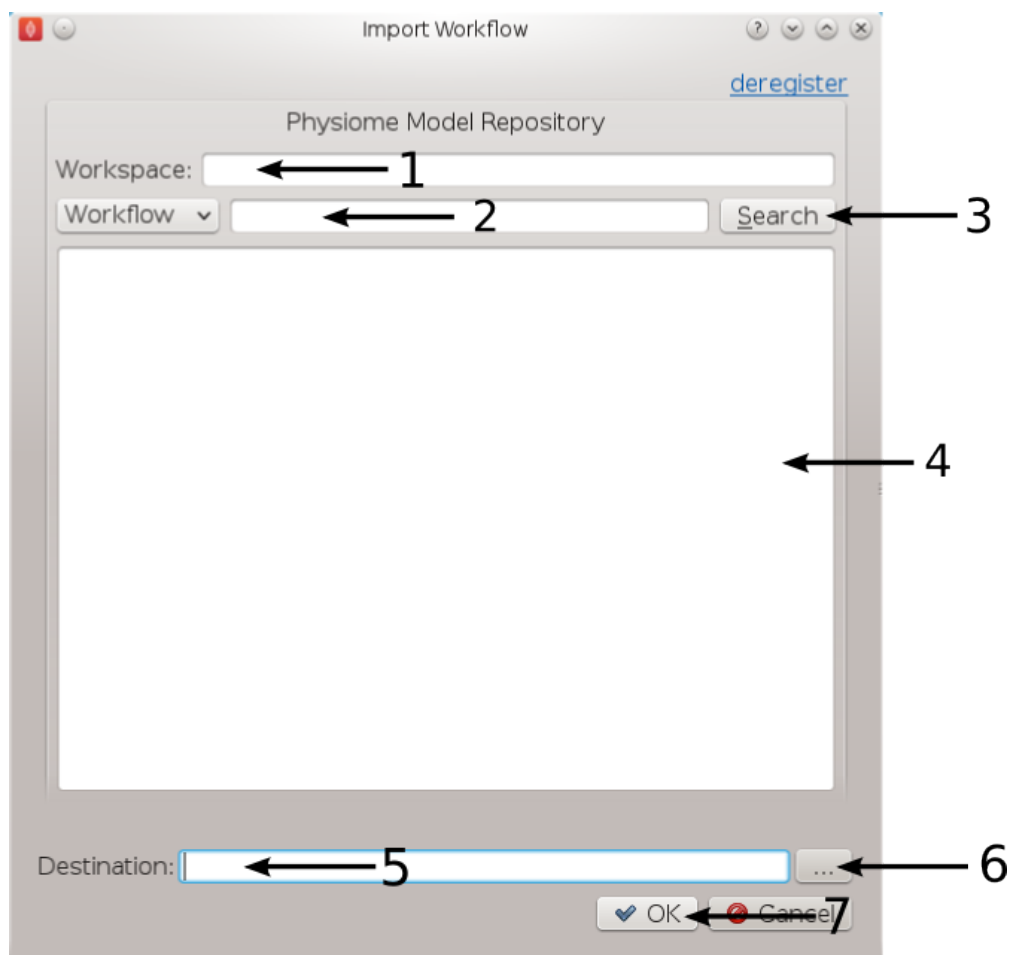 Import Workflow
deregister
Physiome Model Repository
Workspace: 1
Workflow 2 Search 3
4
Destination: 5 ... 6
OK 7 Cancel